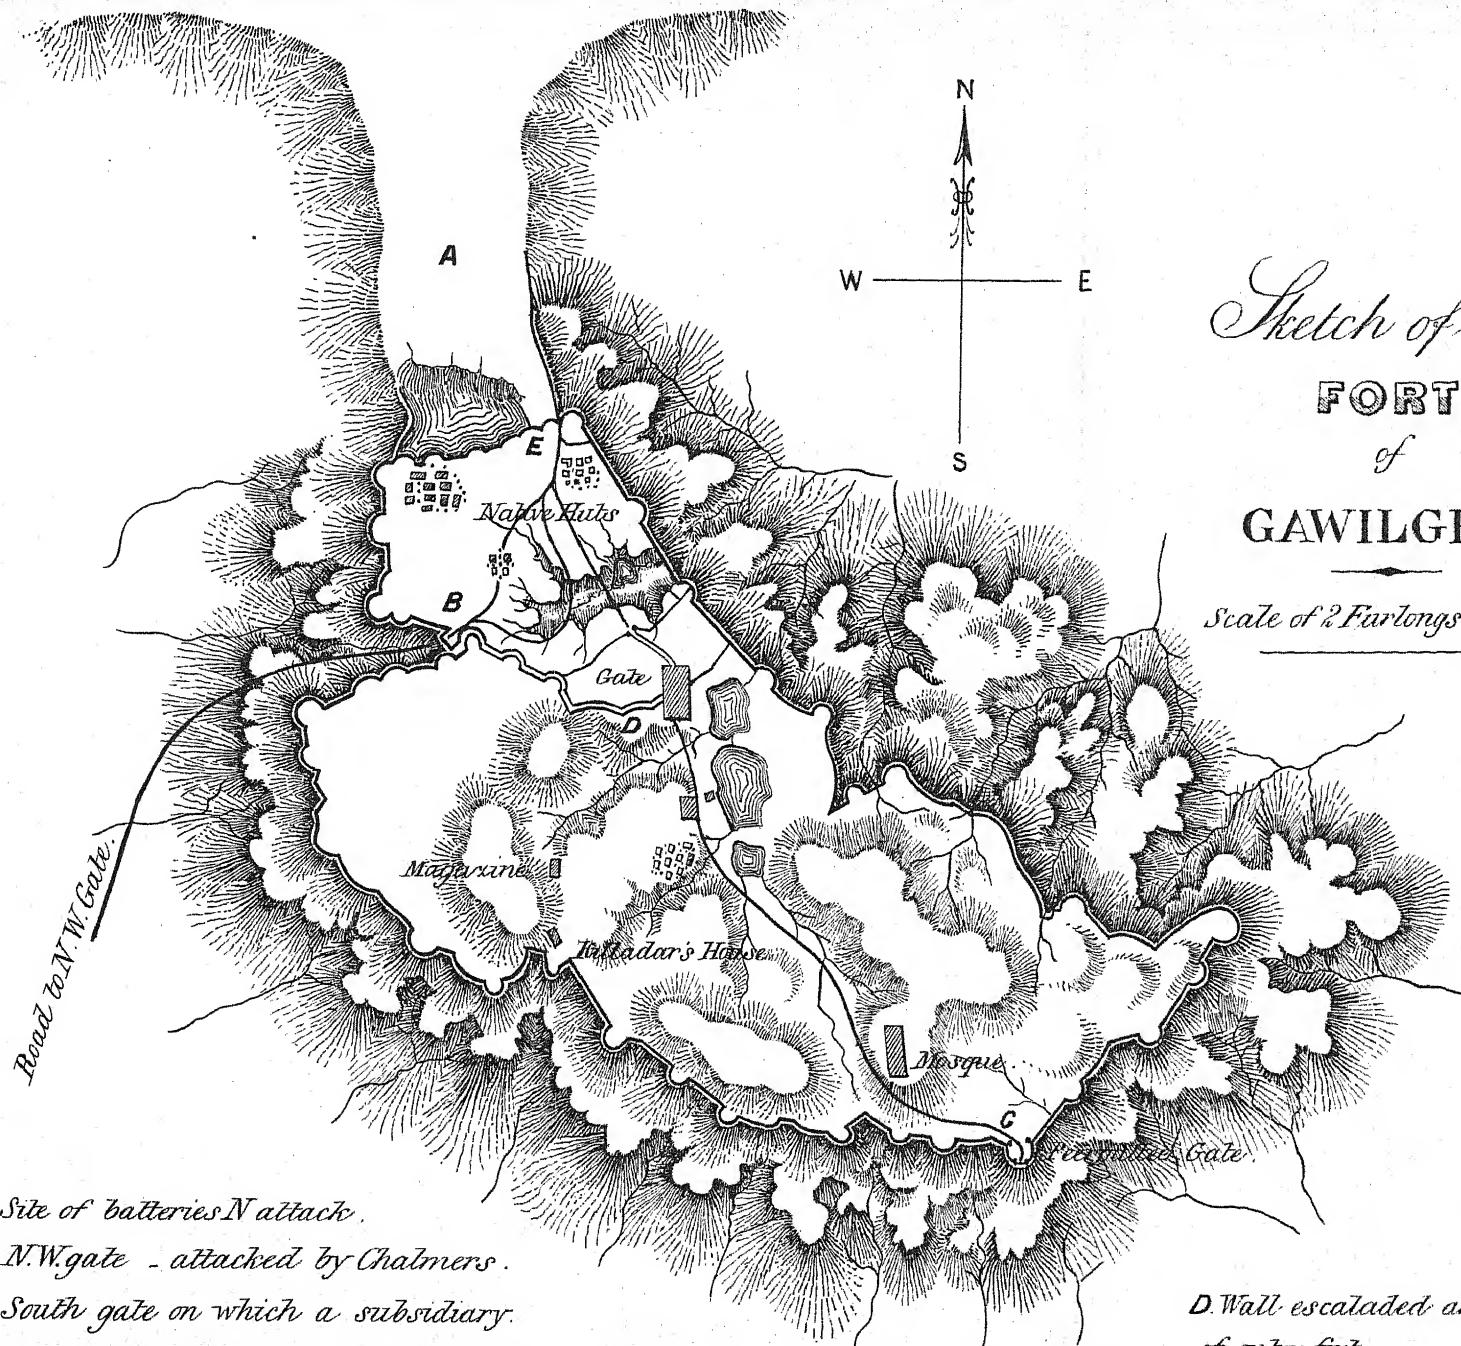 N
W E
S
A
Sketch of
FORT
of
GAWILG
Scale of 2 Furlongs
E
Native Huts
B
Gate
D
Magazine
Killadar's House
Mosque
C
Gate.
Road to N.W. Gate.
Site of batteries N attack.
N.W. gate - attacked by Chalmers.
South gate on which a subsidiary.
D. Wall escaladed